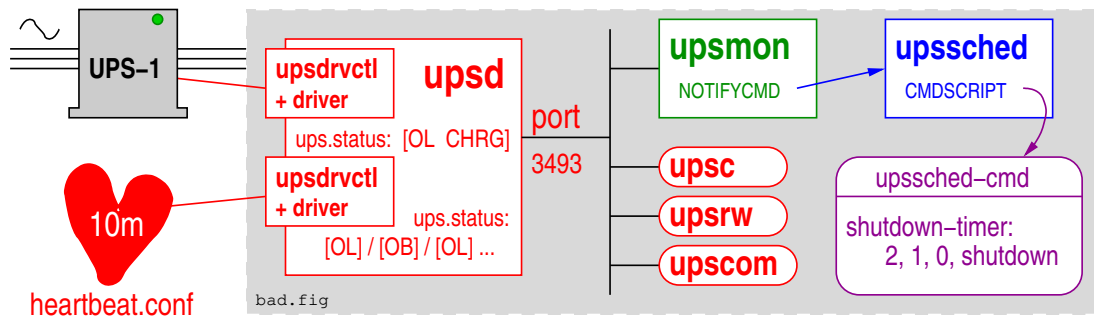 UPS−1
10m
heartbeat.conf
upsdrvctl
+ driver
upsd
ups.status: [OL CHRG]
upsdrvctl
+ driver
ups.status:
[OL] / [OB] / [OL] ...
bad.fig
port
3493
upsmon
NOTIFYCMD
upssched
CMDSCRIPT
upsc
upsrw
upscom
upssched−cmd
shutdown−timer:
2, 1, 0, shutdown